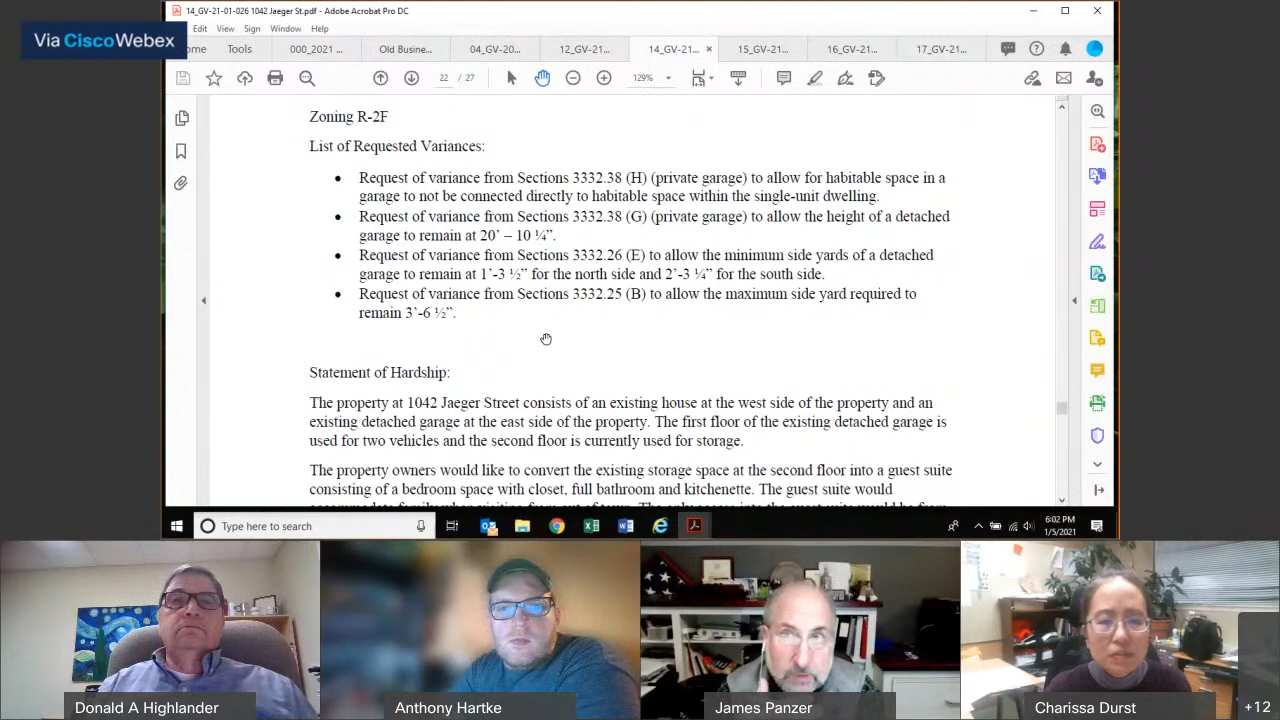 14_GV-21-01-026 1042 Jaeger St.pdf - Adobe Acrobat Pro DC
Edit View Sign Window Help
Via CiscoWebex
ome Tools 000_2021 ... Old Busine... 04_GV-20... 12_GV-21... 14_GV-21... × 15_GV-21... 16_GV-21... 17_GV-21...
22 / 27 129%
Zoning R-2F
List of Requested Variances:
• Request of variance from Sections 3332.38 (H) (private garage) to allow for habitable space in a
garage to not be connected directly to habitable space within the single-unit dwelling.
• Request of variance from Sections 3332.38 (G) (private garage) to allow the height of a detached
garage to remain at 20’ – 10 ¼”.
• Request of variance from Sections 3332.26 (E) to allow the minimum side yards of a detached
garage to remain at 1’-3 ½” for the north side and 2’-3 ¼” for the south side.
• Request of variance from Sections 3332.25 (B) to allow the maximum side yard required to
remain 3’-6 ½”.
Statement of Hardship:
The property at 1042 Jaeger Street consists of an existing house at the west side of the property and an
existing detached garage at the east side of the property. The first floor of the existing detached garage is
used for two vehicles and the second floor is currently used for storage.
The property owners would like to convert the existing storage space at the second floor into a guest suite
consisting of a bedroom space with closet, full bathroom and kitchenette. The guest suite would
Type here to search
6:02 PM
1/5/2021
Donald A Highlander Anthony Hartke James Panzer Charissa Durst +12